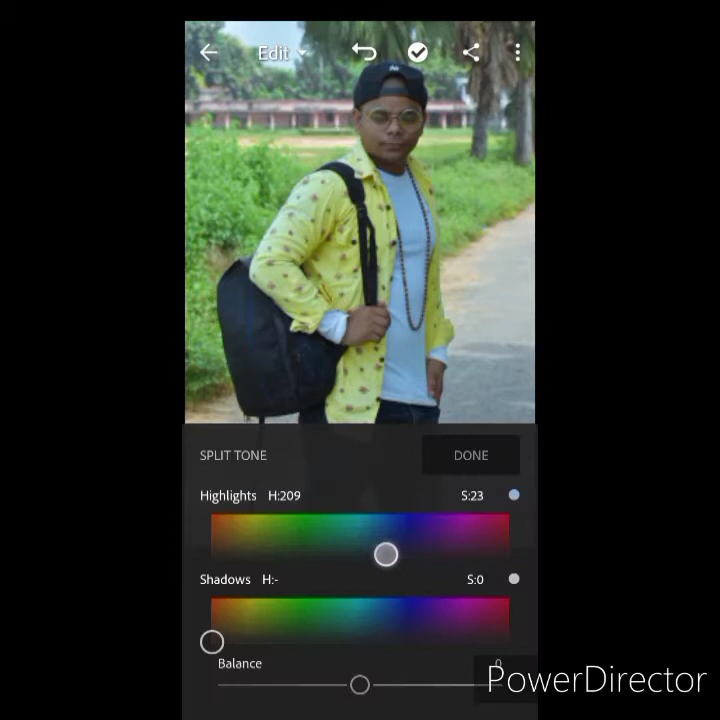 Edit
SPLIT TONE DONE
Highlights H:209 S:23
Shadows H:- S:0
Balance 0
PowerDirector